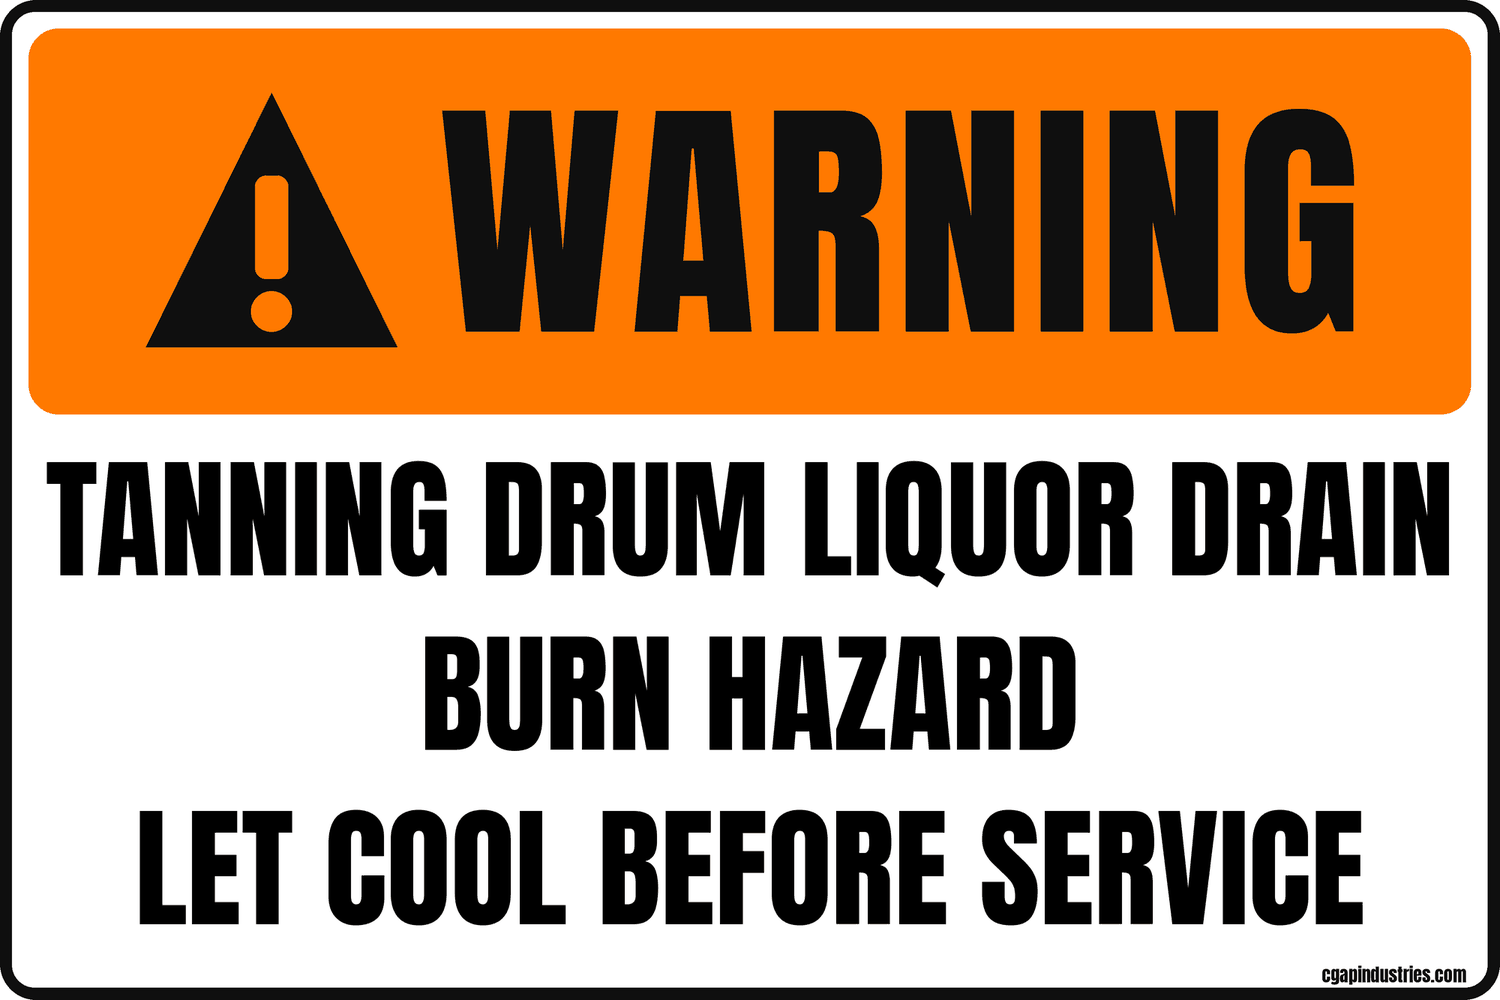 WARNING
TANNING DRUM LIQUOR DRAIN
BURN HAZARD
LET COOL BEFORE SERVICE
cgapindustries.com